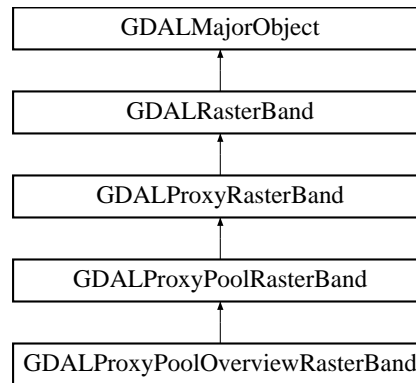 GDALMajorObject
GDALRasterBand
GDALProxyRasterBand
GDALProxyPoolRasterBand
GDALProxyPoolOverviewRasterBand